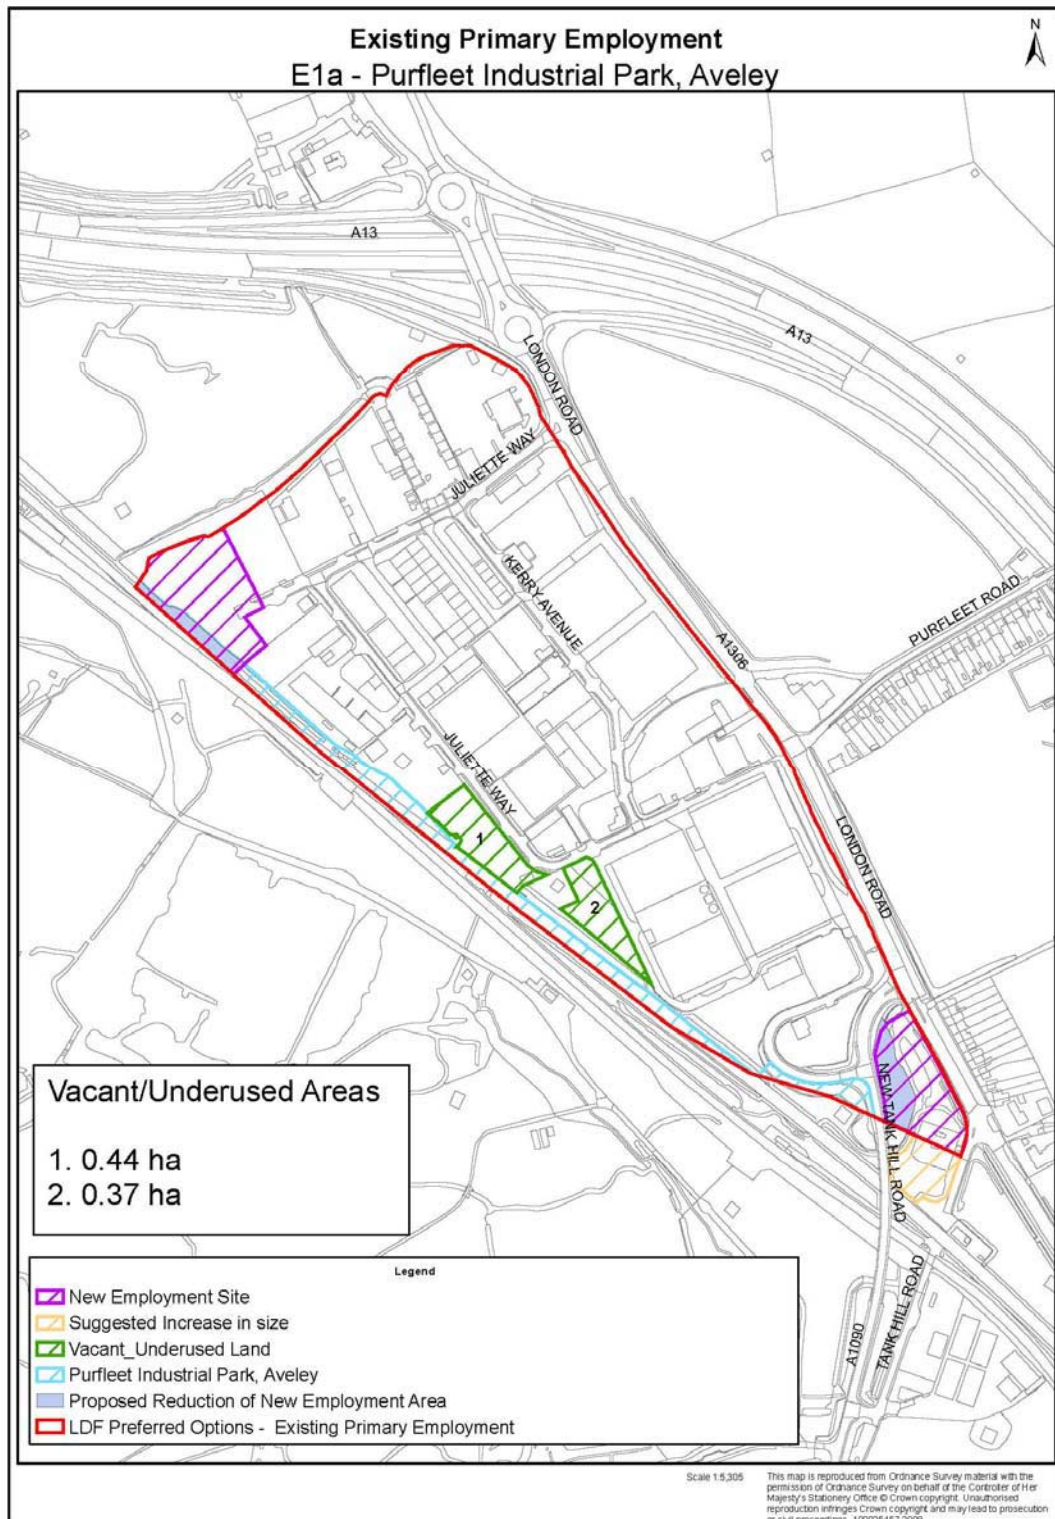 Existing Primary Employment
E1a - Purfleet Industrial Park, Aveley
N
A13
A13
LONDON ROAD
JULIETTE WAY
KERRY AVENUE
PURFLEET ROAD
A1306
JULIETTE WAY
1
2
LONDON ROAD
NEW TANK HILL ROAD
A1090
TANK HILL ROAD
Vacant/Underused Areas
1. 0.44 ha
2. 0.37 ha
Legend
New Employment Site
Suggested Increase in size
Vacant_Underused Land
Purfleet Industrial Park, Aveley
Proposed Reduction of New Employment Area
LDF Preferred Options - Existing Primary Employment
Scale 1:5,305
This map is reproduced from Ordnance Survey material with the
permission of Ordnance Survey on behalf of the Controller of Her
Majesty's Stationery Office © Crown copyright. Unauthorised
reproduction infringes Crown copyright and may lead to prosecution